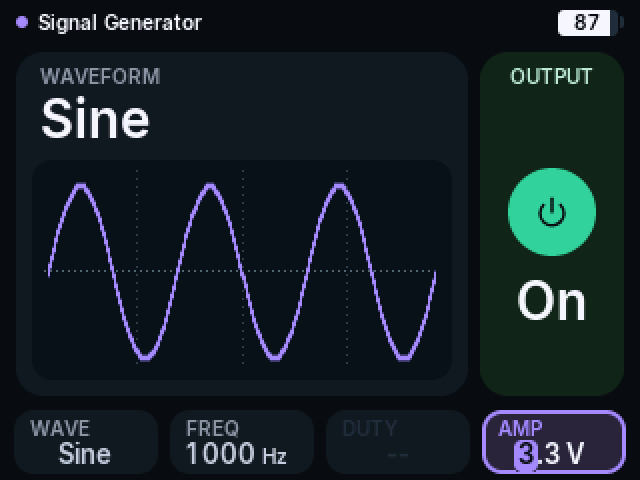 Signal Generator
87
WAVEFORM
Sine
OUTPUT
On
WAVE
Sine
FREQ
1000 Hz
DUTY
--
AMP
3.3 V